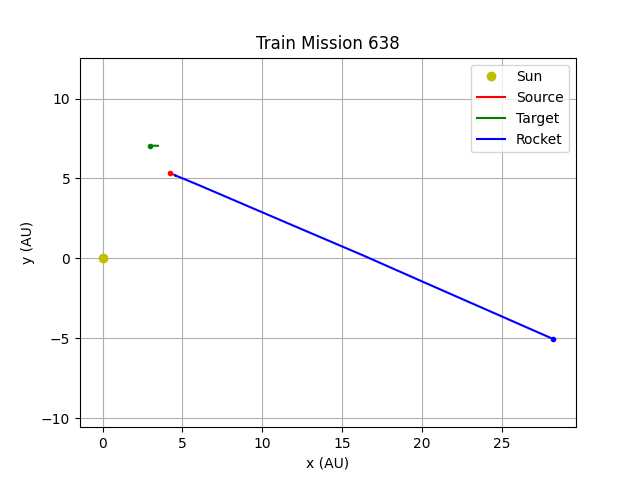 Train Mission 638
Sun
Source
Target
Rocket
10
5
0
−5
−10
y (AU)
0
5
10
15
20
25
x (AU)